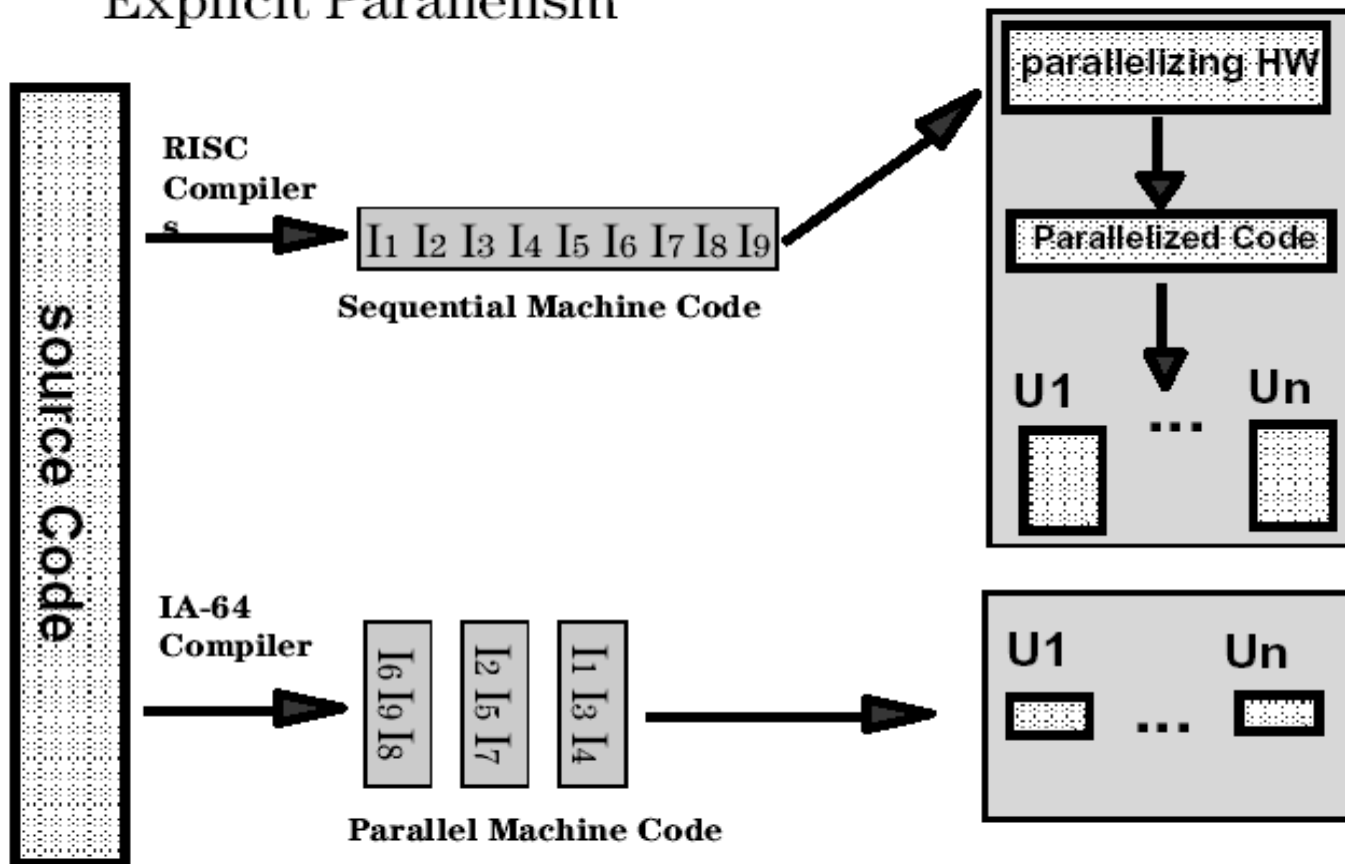 Explicit Parallelism
source Code
RISC
Compiler
s
I1 I2 I3 I4 I5 I6 I7 I8 I9
Sequential Machine Code
parallelizing HW
Parallelized Code
U1
...
Un
IA-64
Compiler
I6 I9 I8
I2 I5 I7
I1 I3 I4
Parallel Machine Code
U1
...
Un